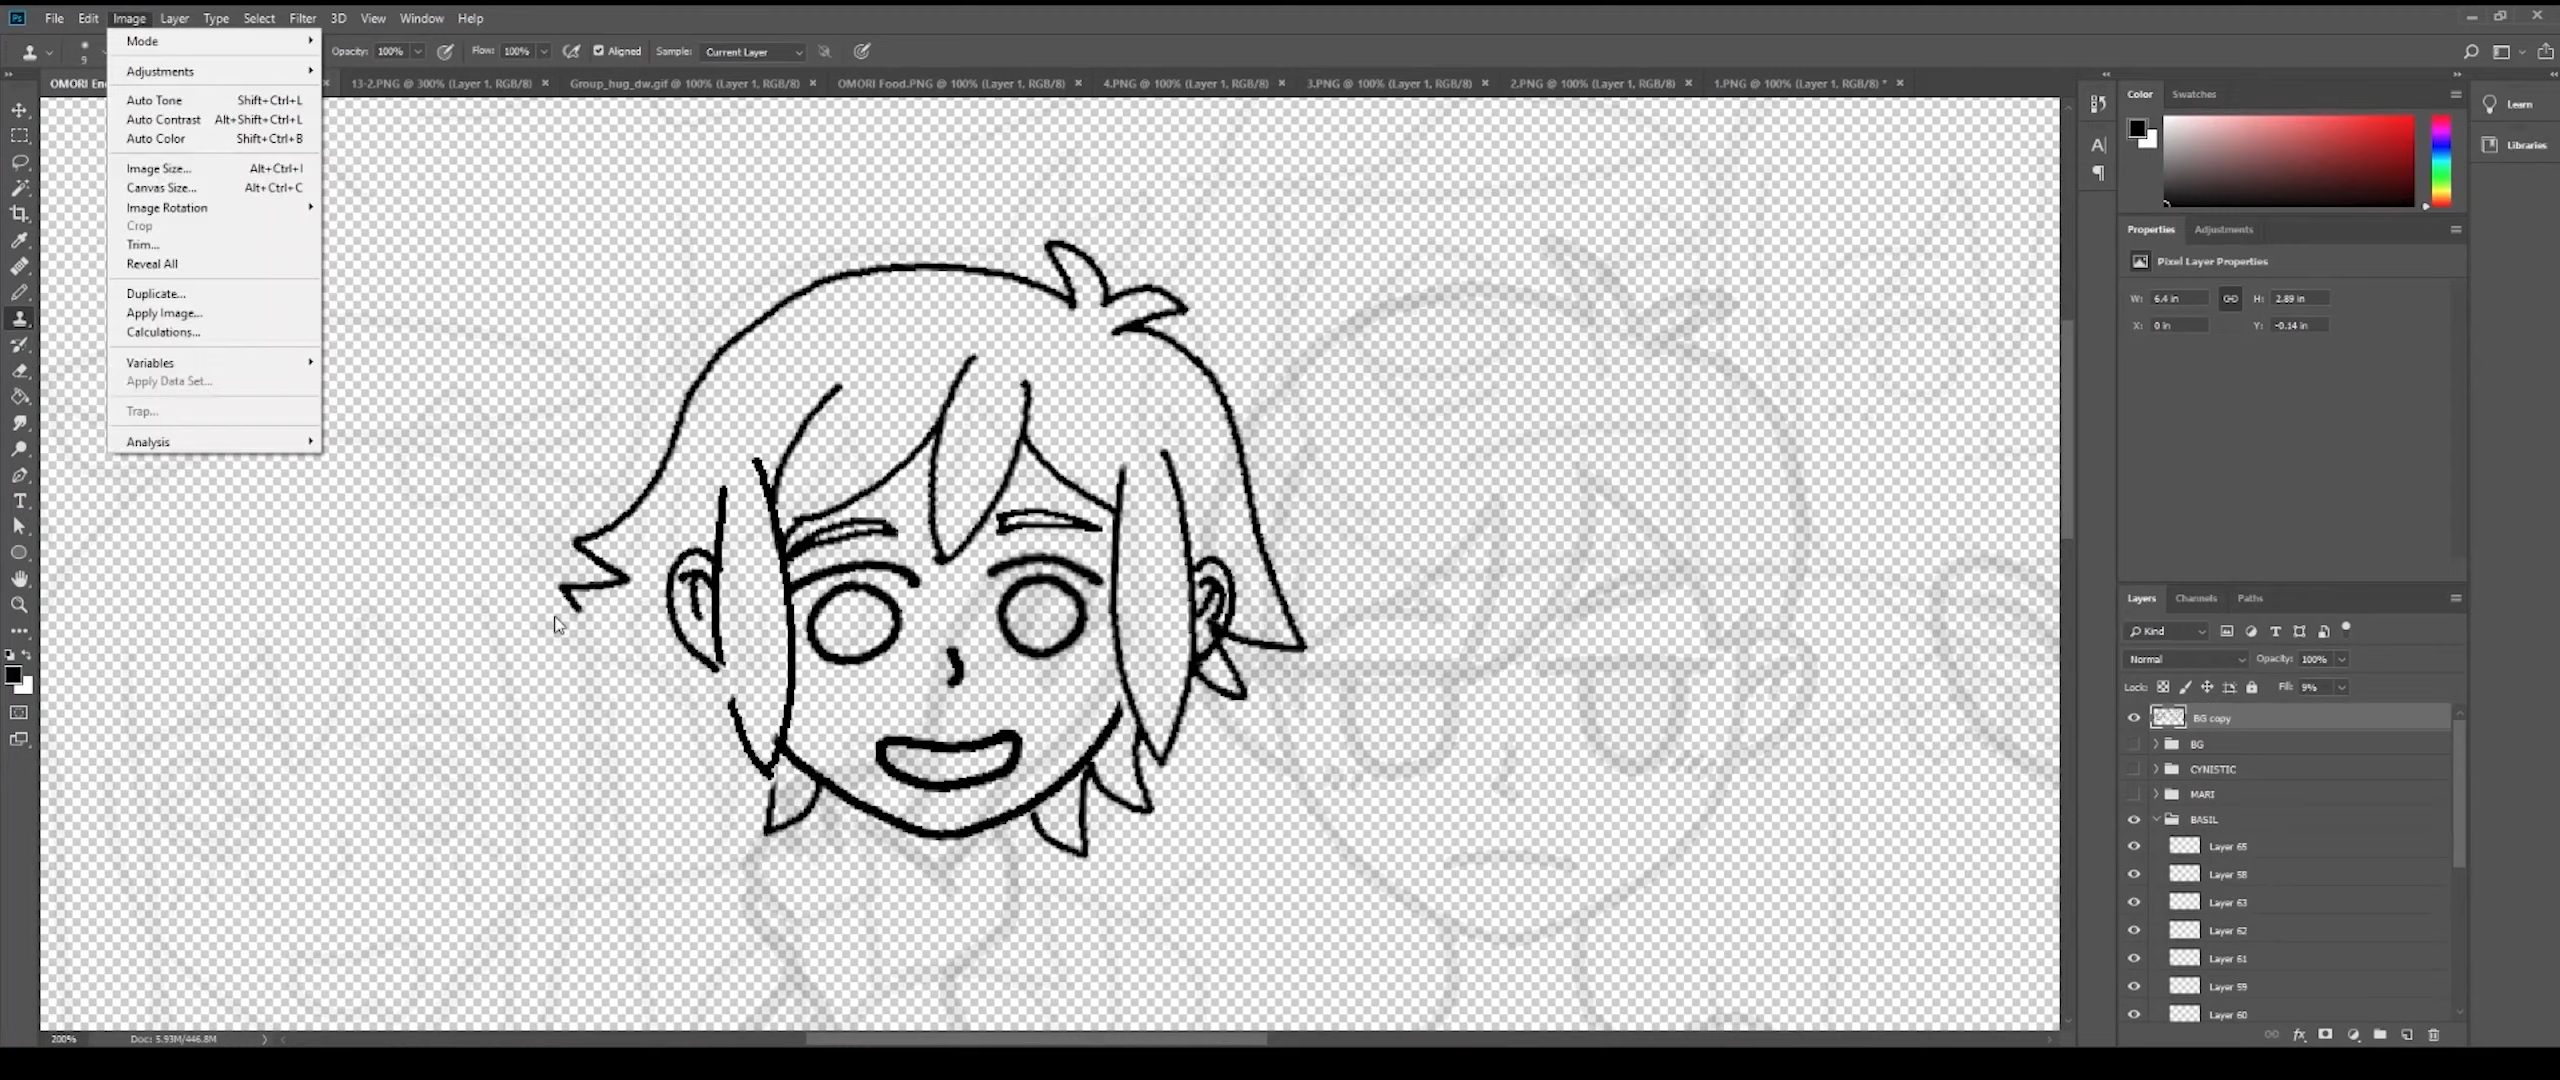 Ps File Edit Image Layer Type Select Filter 3D View Window Help
9 Opacity: 100% Flow: 100% Aligned Sample: Current Layer
OMORI En 13-2.PNG @ 300% (Layer 1, RGB/8) Group_hug_dw.gif @ 100% (Layer 1, RGB/8) OMORI Food.PNG @ 100% (Layer 1, RGB/8) 4.PNG @ 100% (Layer 1, RGB/8) 3.PNG @ 100% (Layer 1, RGB/8) 2.PNG @ 100% (Layer 1, RGB/8) 1.PNG @ 100% (Layer 1, RGB/8) *
Mode
Adjustments
Auto Tone Shift+Ctrl+L
Auto Contrast Alt+Shift+Ctrl+L
Auto Color Shift+Ctrl+B
Image Size... Alt+Ctrl+I
Canvas Size... Alt+Ctrl+C
Image Rotation
Crop
Trim...
Reveal All
Duplicate...
Apply Image...
Calculations...
Variables
Apply Data Set...
Trap...
Analysis
Color Swatches
Learn
Libraries
Properties Adjustments
Pixel Layer Properties
W: 6.4 in H: 2.89 in
X: 0 in Y: -0.14 in
Layers Channels Paths
Kind
Normal Opacity: 100%
Lock: Fill: 9%
BG copy
BG
CYNISTIC
MARI
BASIL
Layer 65
Layer 58
Layer 63
Layer 62
Layer 61
Layer 59
Layer 60
200% Doc: 5.93M/446.8M